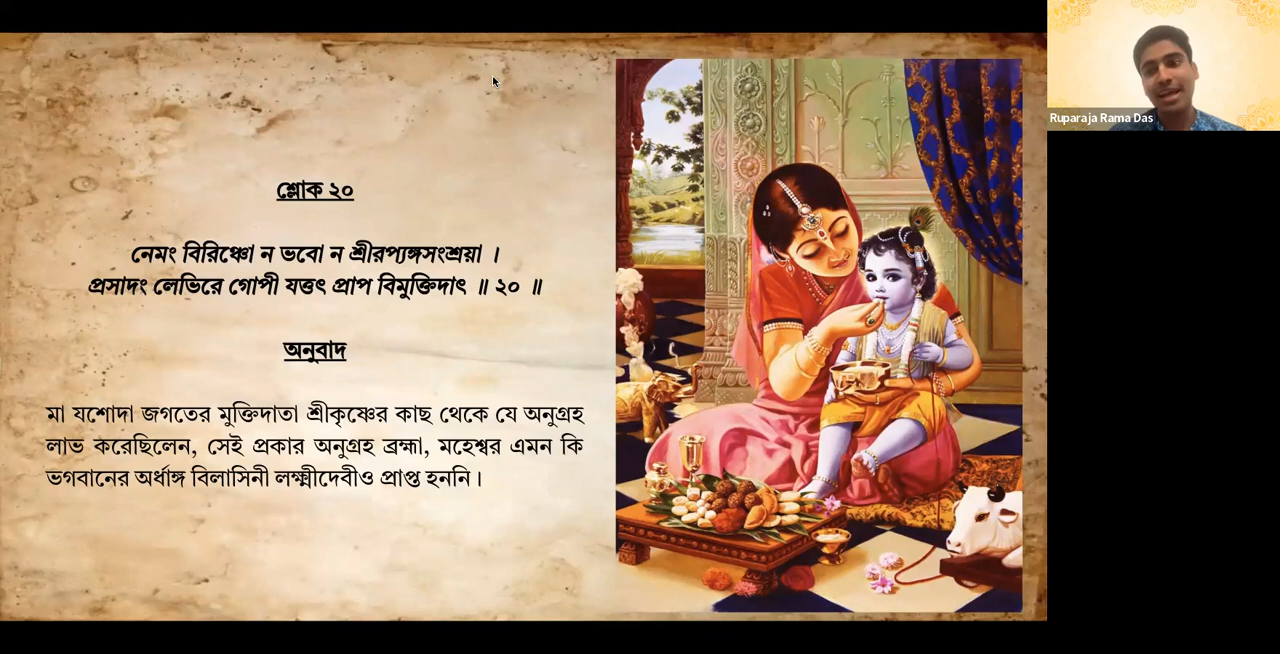 শ্লোক ২০
নেমং বিরিঞ্চো ন ভবো ন শ্রীরপ্যঙ্গসংশ্রয়া ।
প্রসাদং লেভিরে গোপী যত্তৎ প্রাপ বিমুক্তিদাৎ ॥ ২০ ॥
অনুবাদ
মা যশোদা জগতের মুক্তিদাতা শ্রীকৃষ্ণের কাছ থেকে যে অনুগ্রহ
লাভ করেছিলেন, সেই প্রকার অনুগ্রহ ব্রহ্মা, মহেশ্বর এমন কি
ভগবানের অর্ধাঙ্গ বিলাসিনী লক্ষ্মীদেবীও প্রাপ্ত হননি।
Ruparaja Rama Das